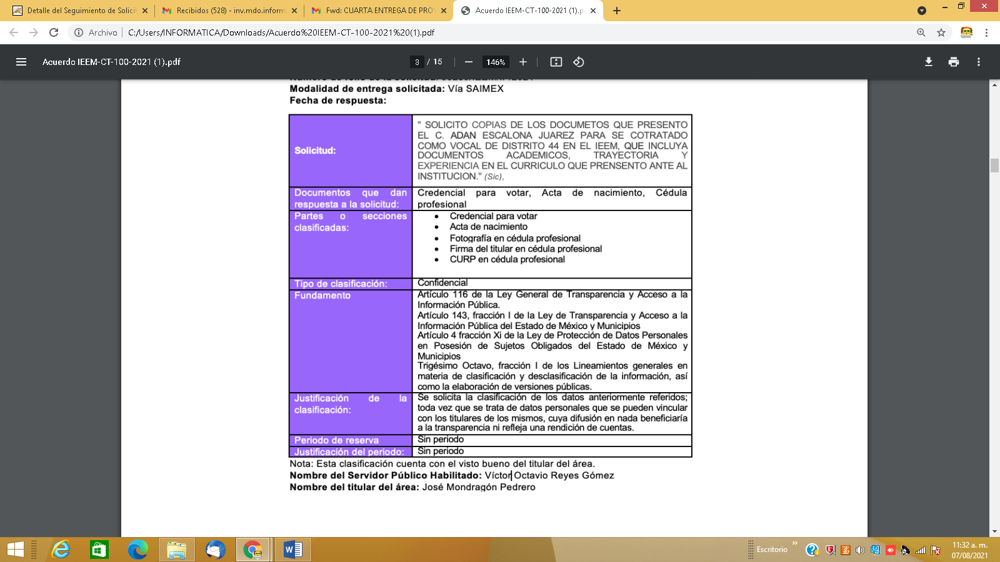 Detalle del Seguimiento de Solicit
Recibidos (528) - inv.mdo.inform
Fwd: CUARTA ENTREGA DE PRO
Acuerdo IEEM-CT-100-2021 (1).p
Archivo
C:/Users/INFORMATICA/Downloads/Acuerdo%20IEEM-CT-100-2021%20(1).pdf
Acuerdo IEEM-CT-100-2021 (1).pdf
3 / 15
146%
Modalidad de entrega solicitada: Vía SAIMEX
Fecha de respuesta:
Solicitud:
" SOLICITO COPIAS DE LOS DOCUMETOS QUE PRESENTO
EL C. ADAN ESCALONA JUAREZ PARA SE COTRATADO
COMO VOCAL DE DISTRITO 44 EN EL IEEM, QUE INCLUYA
DOCUMENTOS ACADEMICOS, TRAYECTORIA Y
EXPERIENCIA EN EL CURRICULO QUE PRENSENTO ANTE AL
INSTITUCION." (Sic),
Documentos que dan
respuesta a la solicitud:
Credencial para votar, Acta de nacimiento, Cédula
profesional
Partes o secciones
clasificadas:
• Credencial para votar
• Acta de nacimiento
• Fotografía en cédula profesional
• Firma del titular en cédula profesional
• CURP en cédula profesional
Tipo de clasificación:
Confidencial
Fundamento
Artículo 116 de la Ley General de Transparencia y Acceso a la
Información Pública.
Artículo 143, fracción I de la Ley de Transparencia y Acceso a la
Información Pública del Estado de México y Municipios
Artículo 4 fracción Xi de la Ley de Protección de Datos Personales
en Posesión de Sujetos Obligados del Estado de México y
Municipios
Trigésimo Octavo, fracción I de los Lineamientos generales en
materia de clasificación y desclasificación de la información, así
como la elaboración de versiones públicas.
Justificación de la
clasificación:
Se solicita la clasificación de los datos anteriormente referidos;
toda vez que se trata de datos personales que se pueden vincular
con los titulares de los mismos, cuya difusión en nada beneficiaría
a la transparencia ni refleja una rendición de cuentas.
Periodo de reserva
Sin periodo
Justificación del periodo:
Sin periodo
Nota: Esta clasificación cuenta con el visto bueno del titular del área.
Nombre del Servidor Público Habilitado: Víctor Octavio Reyes Gómez
Nombre del titular del área: José Mondragón Pedrero
Escritorio
11:32 a. m.
07/08/2021